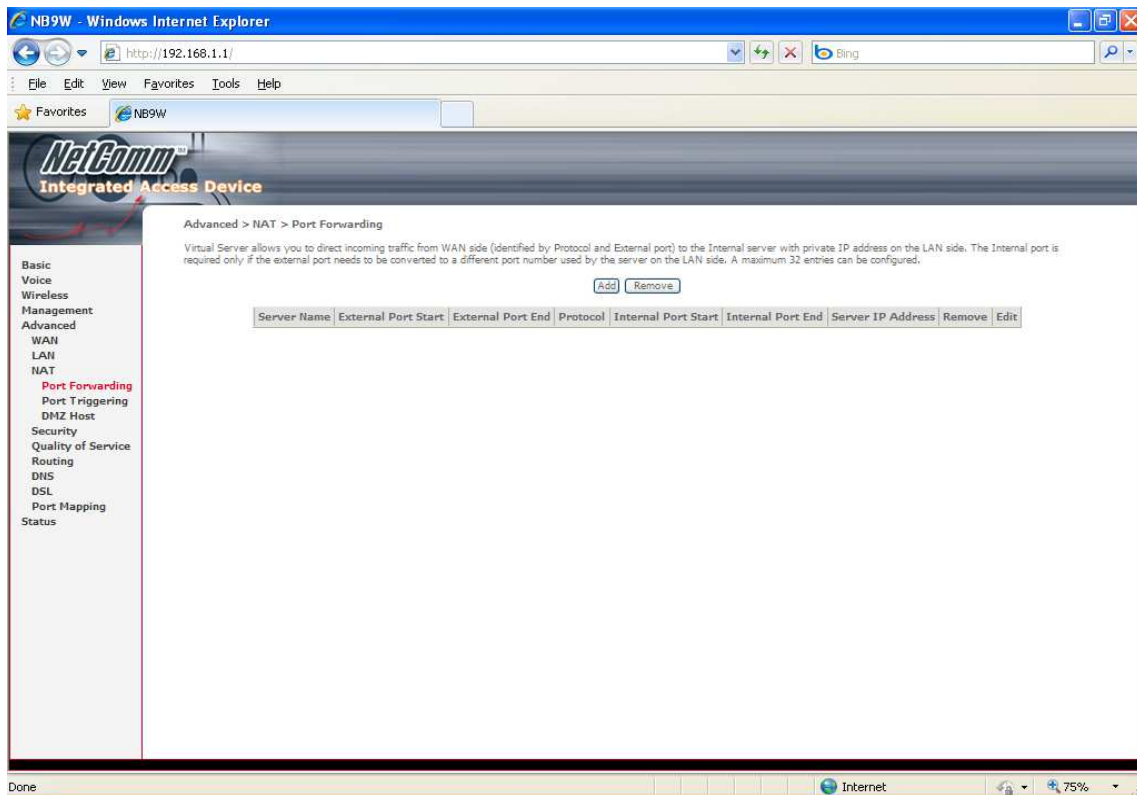 NB9W - Windows Internet Explorer
http://192.168.1.1/
Bing
File Edit View Favorites Tools Help
Favorites NB9W
NetComm™
Integrated Access Device
Advanced > NAT > Port Forwarding
Virtual Server allows you to direct incoming traffic from WAN side (identified by Protocol and External port) to the Internal server with private IP address on the LAN side. The Internal port is
required only if the external port needs to be converted to a different port number used by the server on the LAN side. A maximum 32 entries can be configured.
Add Remove
Server Name External Port Start External Port End Protocol Internal Port Start Internal Port End Server IP Address Remove Edit
Basic
Voice
Wireless
Management
Advanced
WAN
LAN
NAT
Port Forwarding
Port Triggering
DMZ Host
Security
Quality of Service
Routing
DNS
DSL
Port Mapping
Status
Done Internet 75%